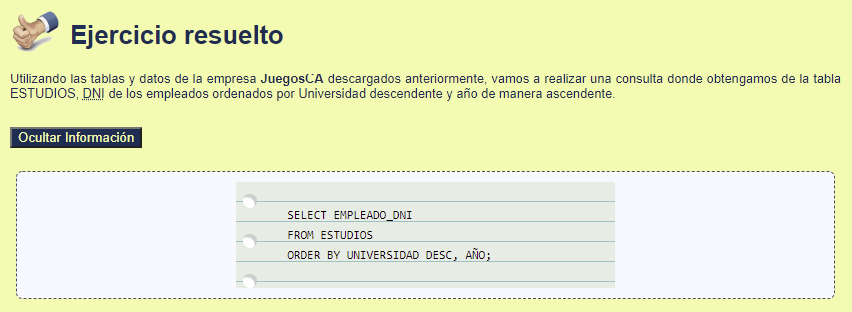 Ejercicio resuelto
Utilizando las tablas y datos de la empresa JuegosCA descargados anteriormente, vamos a realizar una consulta donde obtengamos de la tabla
ESTUDIOS, DNI de los empleados ordenados por Universidad descendente y año de manera ascendente.
Ocultar Información
SELECT EMPLEADO_DNI
FROM ESTUDIOS
ORDER BY UNIVERSIDAD DESC, AÑO;